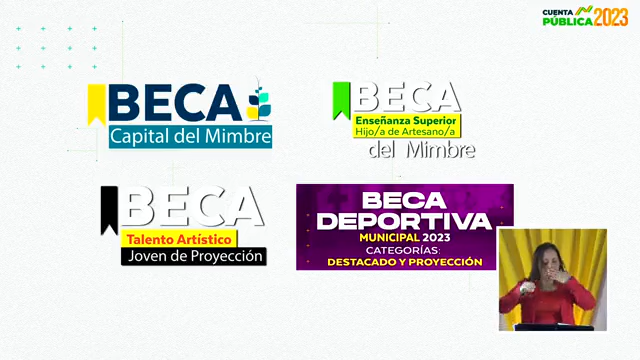 CUENTA
PÚBLICA 2023
BECA
Capital del Mimbre
BECA
Enseñanza Superior
Hijo/a de Artesano/a
del Mimbre
BECA
Talento Artístico
Joven de Proyección
BECA
DEPORTIVA
MUNICIPAL 2023
CATEGORÍAS:
DESTACADO Y PROYECCIÓN